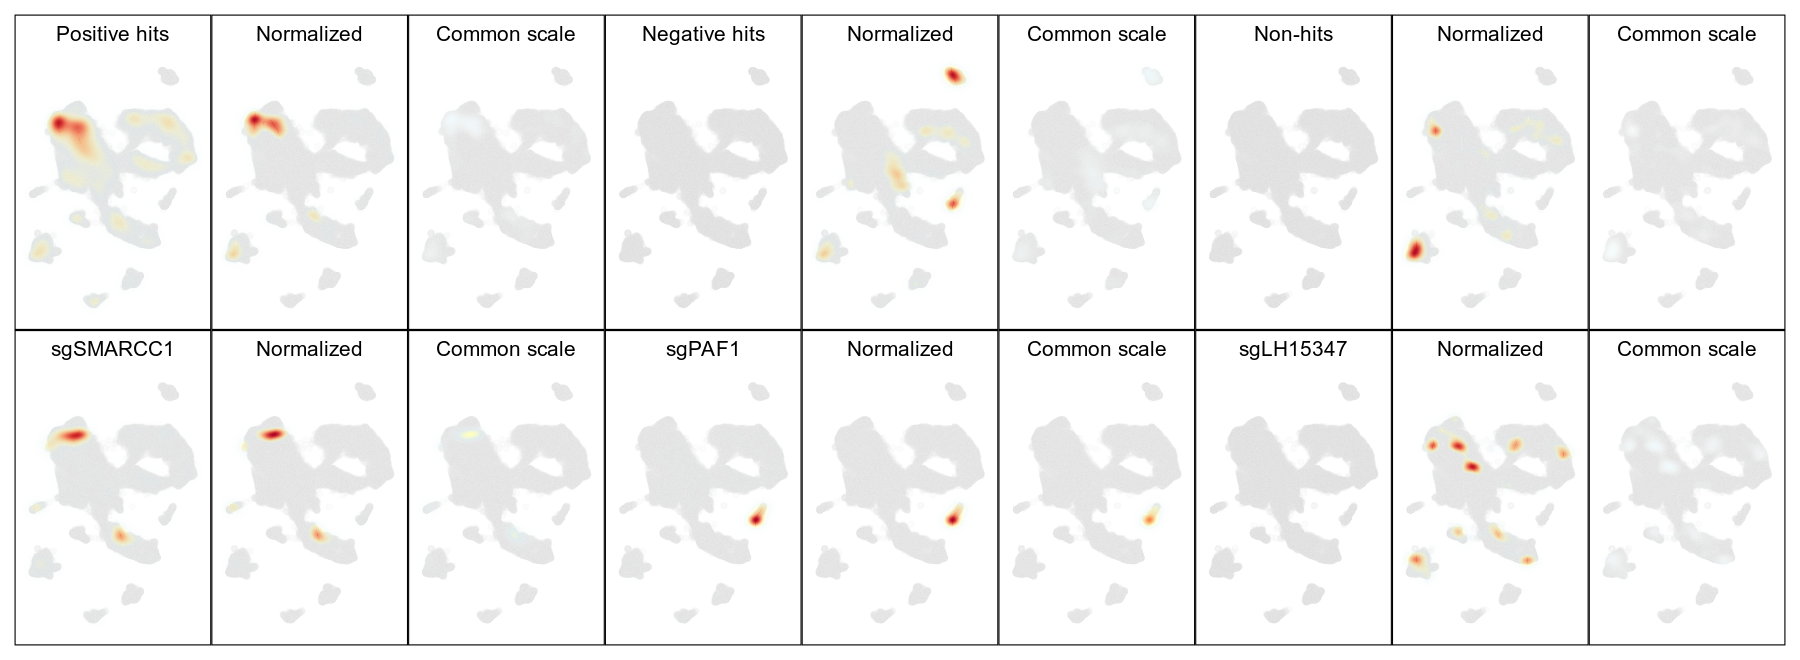 Positive hits
Normalized
Common scale
Negative hits
Normalized
Common scale
Non-hits
Normalized
Common scale
sgSMARCC1
Normalized
Common scale
sgPAF1
Normalized
Common scale
sgLH15347
Normalized
Common scale